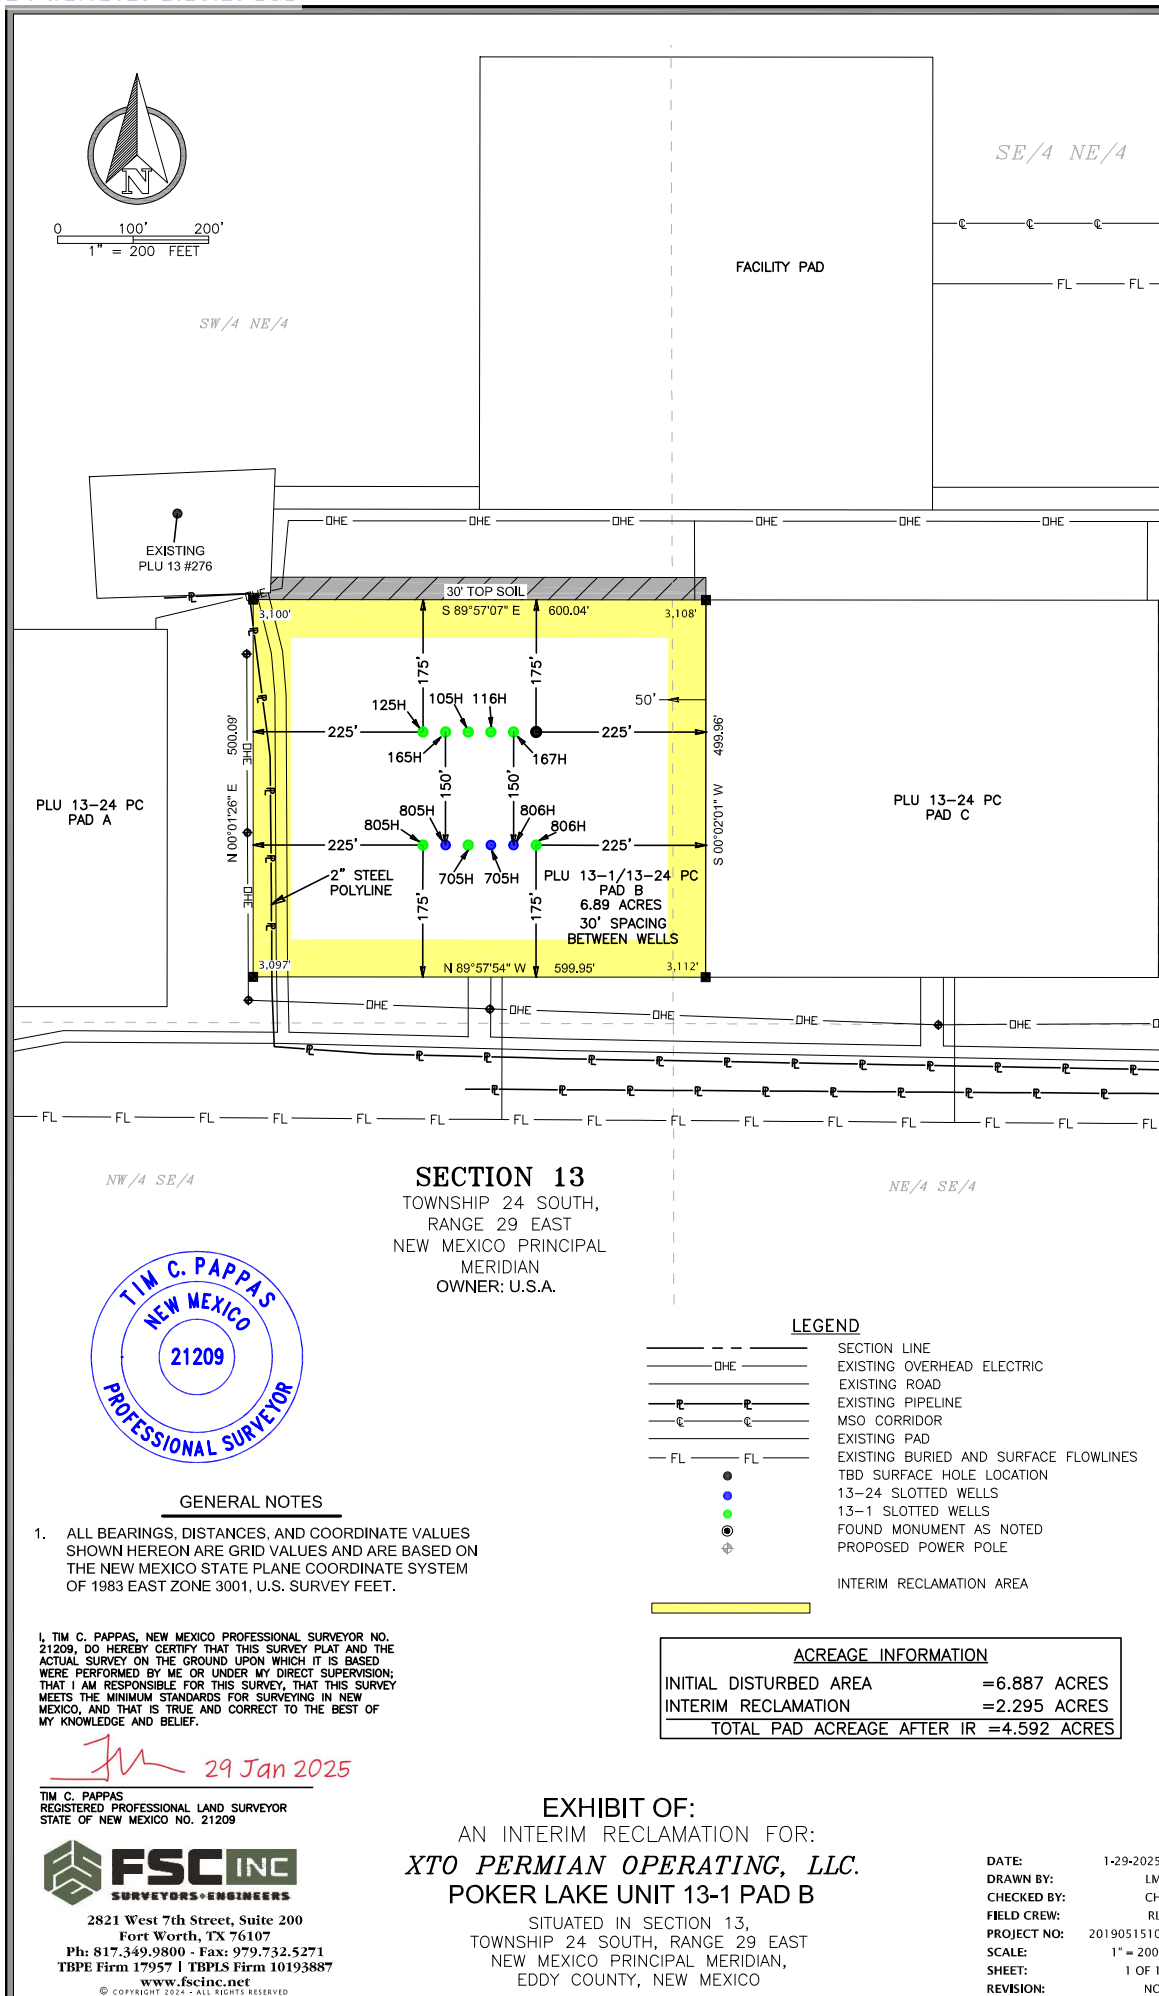 N
0 100' 200'
1" = 200 FEET
SE/4 NE/4
SW/4 NE/4
FACILITY PAD
℄ ℄ ℄
FL FL
EXISTING
PLU 13 #276
OHE OHE OHE OHE OHE OHE
OHE
30' TOP SOIL
S 89°57'07" E 600.04'
3,100'
3,108'
175'
175'
50'
125H
105H
116H
225'
225'
165H
167H
N 00°01'26" E 500.09'
S 00°02'01" W 499.96'
OHE
OHE
150'
150'
PLU 13-24 PC
PAD A
PLU 13-24 PC
PAD C
805H
805H
806H
806H
225'
225'
705H
705H
2" STEEL
POLYLINE
PLU 13-1/13-24 PC
PAD B
6.89 ACRES
30' SPACING
BETWEEN WELLS
175'
175'
3,097'
N 89°57'54" W 599.95'
3,112'
OHE OHE OHE OHE OHE
FL FL FL FL FL FL FL FL FL FL FL FL FL FL FL
NW/4 SE/4
NE/4 SE/4
SECTION 13
TOWNSHIP 24 SOUTH,
RANGE 29 EAST
NEW MEXICO PRINCIPAL
MERIDIAN
OWNER: U.S.A.
TIM C. PAPPAS
NEW MEXICO
21209
PROFESSIONAL SURVEYOR
LEGEND
SECTION LINE
OHE EXISTING OVERHEAD ELECTRIC
EXISTING ROAD
EXISTING PIPELINE
℄ ℄ MSO CORRIDOR
EXISTING PAD
FL FL EXISTING BURIED AND SURFACE FLOWLINES
TBD SURFACE HOLE LOCATION
13-24 SLOTTED WELLS
13-1 SLOTTED WELLS
FOUND MONUMENT AS NOTED
PROPOSED POWER POLE
INTERIM RECLAMATION AREA
GENERAL NOTES
1. ALL BEARINGS, DISTANCES, AND COORDINATE VALUES
SHOWN HEREON ARE GRID VALUES AND ARE BASED ON
THE NEW MEXICO STATE PLANE COORDINATE SYSTEM
OF 1983 EAST ZONE 3001, U.S. SURVEY FEET.
I, TIM C. PAPPAS, NEW MEXICO PROFESSIONAL SURVEYOR NO.
21209, DO HEREBY CERTIFY THAT THIS SURVEY PLAT AND THE
ACTUAL SURVEY ON THE GROUND UPON WHICH IT IS BASED
WERE PERFORMED BY ME OR UNDER MY DIRECT SUPERVISION;
THAT I AM RESPONSIBLE FOR THIS SURVEY, THAT THIS SURVEY
MEETS THE MINIMUM STANDARDS FOR SURVEYING IN NEW
MEXICO, AND THAT IS TRUE AND CORRECT TO THE BEST OF
MY KNOWLEDGE AND BELIEF.
29 Jan 2025
TIM C. PAPPAS
REGISTERED PROFESSIONAL LAND SURVEYOR
STATE OF NEW MEXICO NO. 21209
ACREAGE INFORMATION
INITIAL DISTURBED AREA =6.887 ACRES
INTERIM RECLAMATION =2.295 ACRES
TOTAL PAD ACREAGE AFTER IR =4.592 ACRES
FSC INC
SURVEYORS+ENGINEERS
2821 West 7th Street, Suite 200
Fort Worth, TX 76107
Ph: 817.349.9800 - Fax: 979.732.5271
TBPE Firm 17957 | TBPLS Firm 10193887
www.fscinc.net
© COPYRIGHT 2024 - ALL RIGHTS RESERVED
EXHIBIT OF:
AN INTERIM RECLAMATION FOR:
XTO PERMIAN OPERATING, LLC.
POKER LAKE UNIT 13-1 PAD B
SITUATED IN SECTION 13,
TOWNSHIP 24 SOUTH, RANGE 29 EAST
NEW MEXICO PRINCIPAL MERIDIAN,
EDDY COUNTY, NEW MEXICO
DATE: 1-29-2025
DRAWN BY: LM
CHECKED BY: CH
FIELD CREW:
PROJECT NO: 2019051510
SCALE: 1" = 200
SHEET: 1 OF 1
REVISION: NO